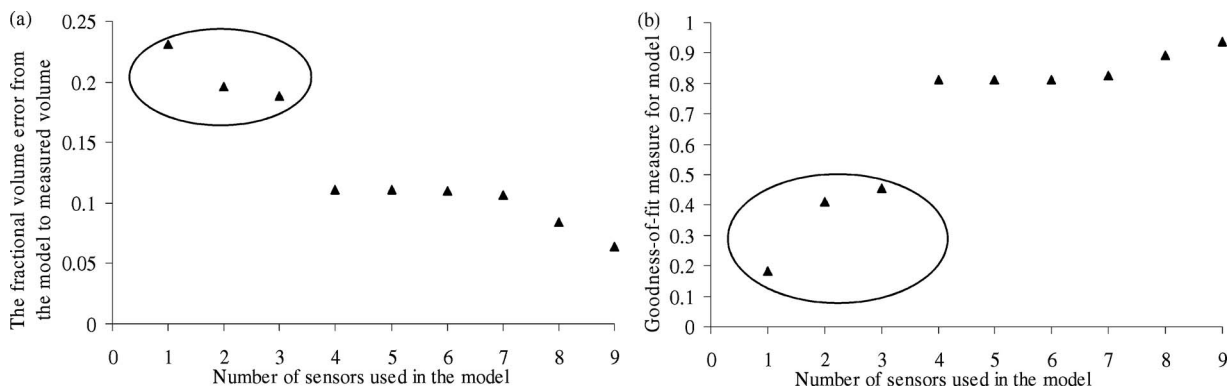 (a)
The fractional volume error from
the model to measured volume
0.25
0.2
0.15
0.1
0.05
0
0 1 2 3 4 5 6 7 8 9
Number of sensors used in the model
(b)
Goodness-of-fit measure for model
1
0.9
0.8
0.7
0.6
0.5
0.4
0.3
0.2
0.1
0
0 1 2 3 4 5 6 7 8 9
Number of sensors used in the model